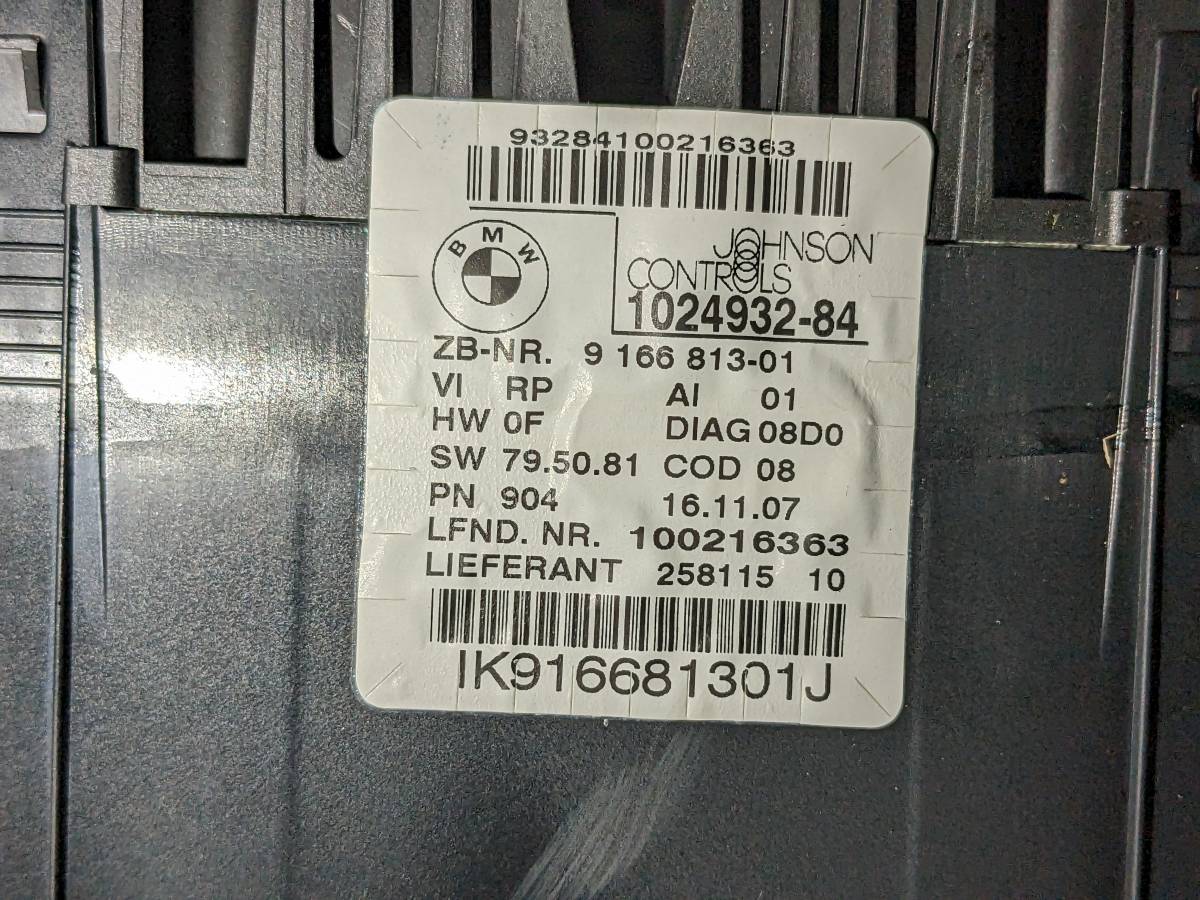 93284100216363
BMW
JOHNSON
CONTROLS
1024932-84
ZB-NR. 9 166 813-01
VI RP AI 01
HW 0F DIAG 08D0
SW 79.50.81 COD 08
PN 904 16.11.07
LFND. NR. 100216363
LIEFERANT 258115 10
IK916681301J